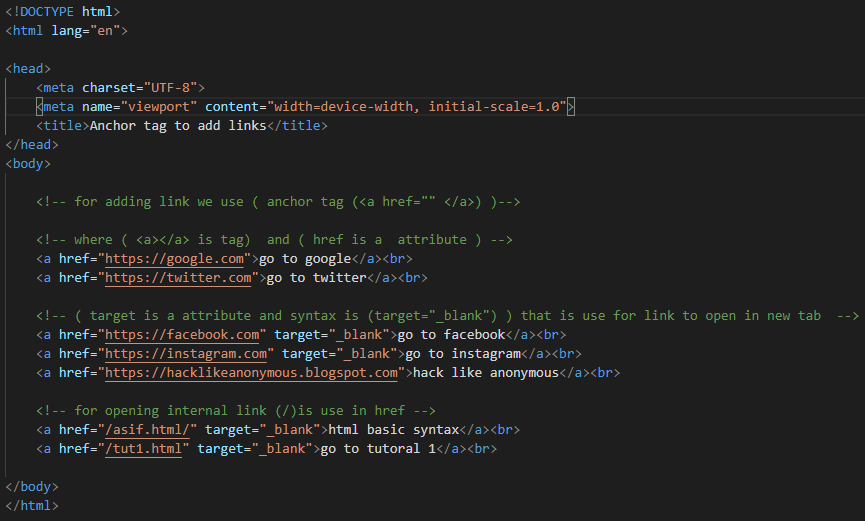 <!DOCTYPE html>
<html lang="en">
<head>
<meta charset="UTF-8">
<meta name="viewport" content="width=device-width, initial-scale=1.0">
<title>Anchor tag to add links</title>
</head>
<body>
<!-- for adding link we use ( anchor tag (<a href="" </a>) )-->
<!-- where ( <a></a> is tag)  and ( href is a  attribute ) -->
<a href="https://google.com">go to google</a><br>
<a href="https://twitter.com">go to twitter</a><br>
<!-- ( target is a attribute and syntax is (target="_blank") ) that is use for link to open in new tab  -->
<a href="https://facebook.com" target="_blank">go to facebook</a><br>
<a href="https://instagram.com" target="_blank">go to instagram</a><br>
<a href="https://hacklikeanonymous.blogspot.com">hack like anonymous</a><br>
<!-- for opening internal link (/)is use in href -->
<a href="/asif.html/" target="_blank">html basic syntax</a><br>
<a href="/tut1.html" target="_blank">go to tutoral 1</a><br>
</body>
</html>